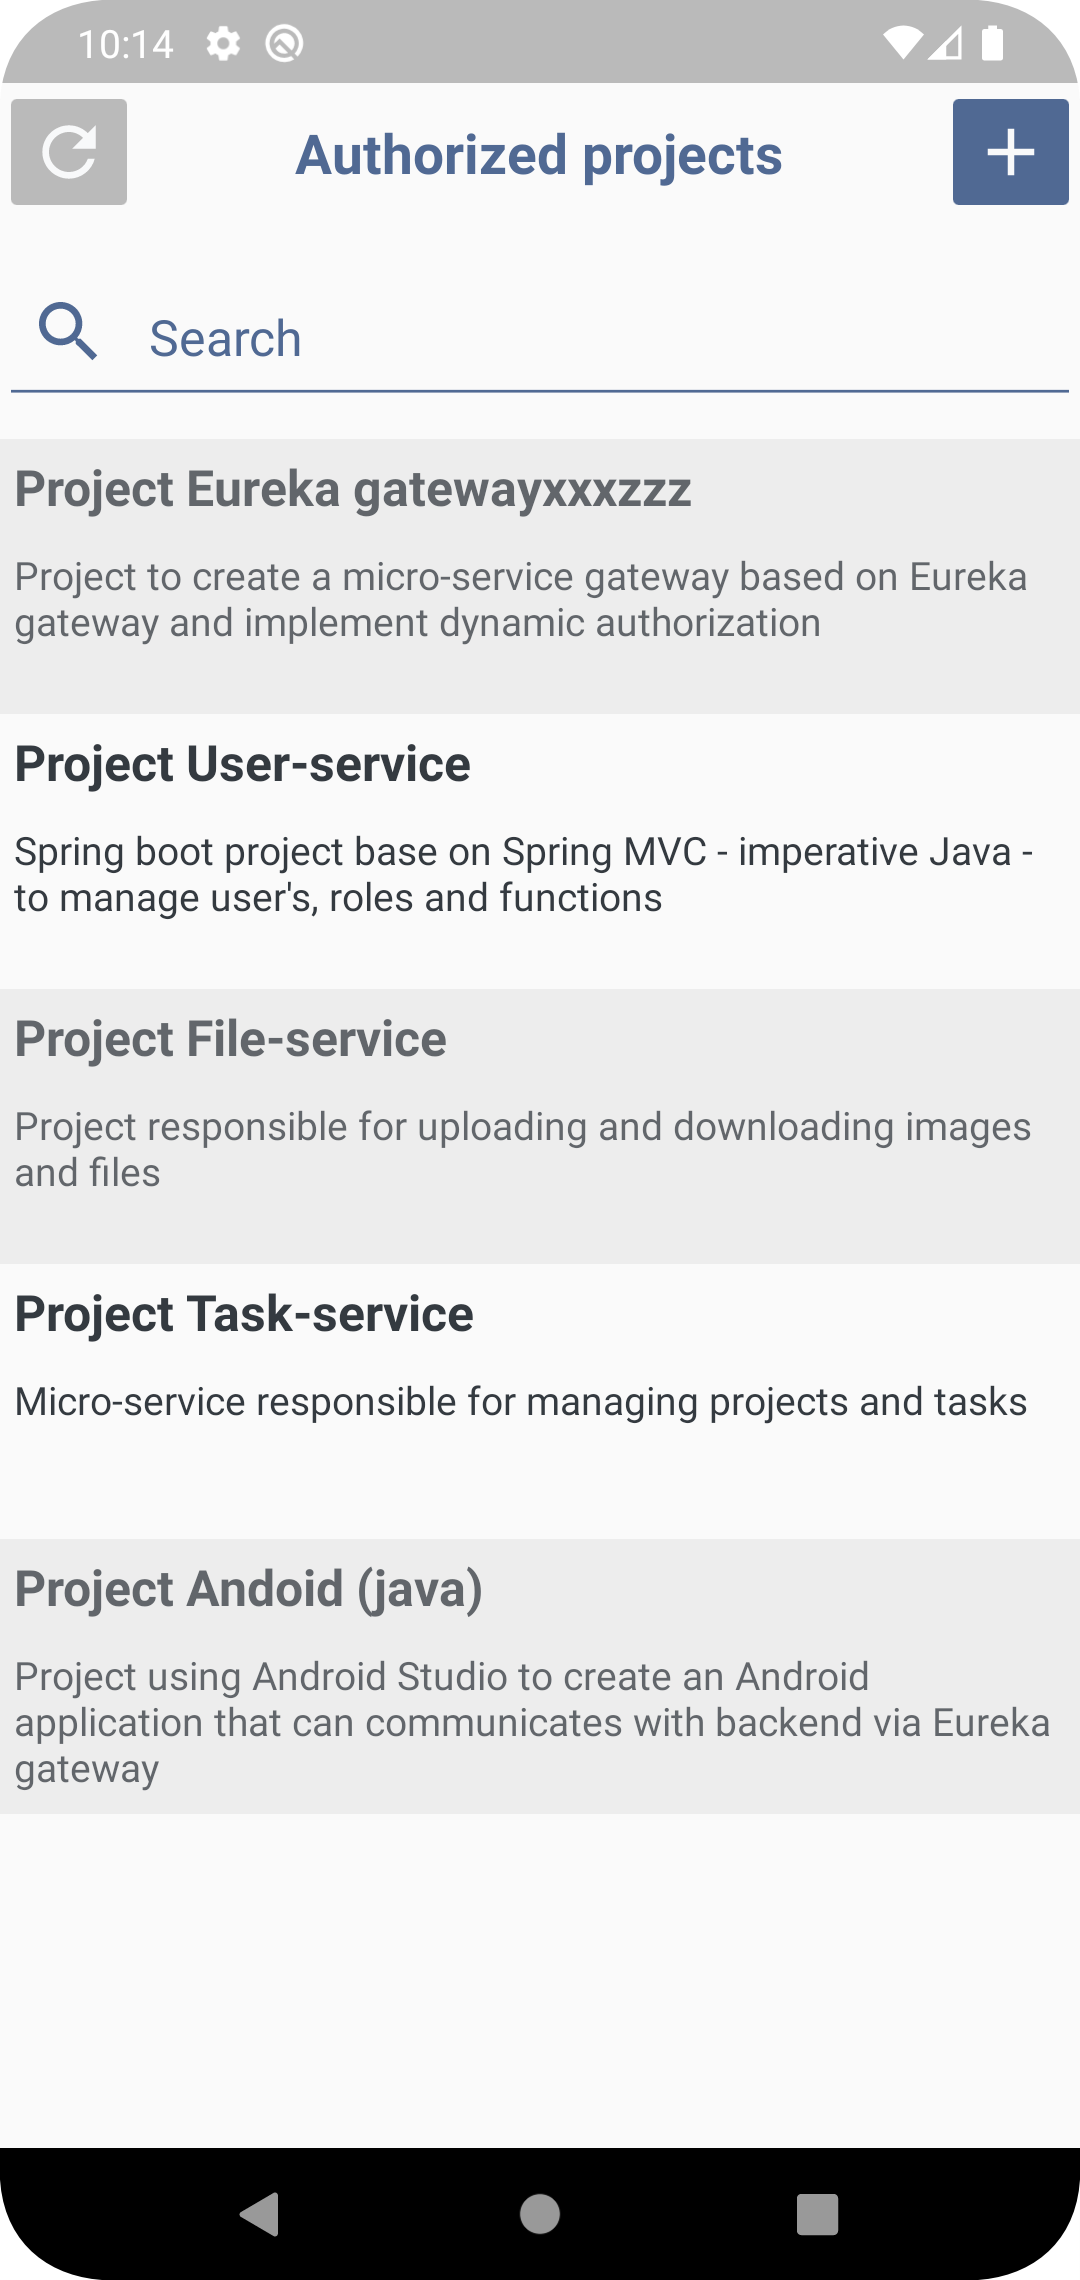 10:14
Authorized projects
Search
Project Eureka gatewayxxxzzz
Project to create a micro-service gateway based on Eureka
gateway and implement dynamic authorization
Project User-service
Spring boot project base on Spring MVC - imperative Java -
to manage user's, roles and functions
Project File-service
Project responsible for uploading and downloading images
and files
Project Task-service
Micro-service responsible for managing projects and tasks
Project Andoid (java)
Project using Android Studio to create an Android
application that can communicates with backend via Eureka
gateway